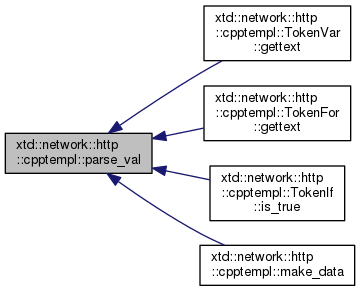 xtd::network::http
::cpptempl::parse_val
xtd::network::http
::cpptempl::TokenVar
::gettext
xtd::network::http
::cpptempl::TokenFor
::gettext
xtd::network::http
::cpptempl::TokenIf
::is_true
xtd::network::http
::cpptempl::make_data